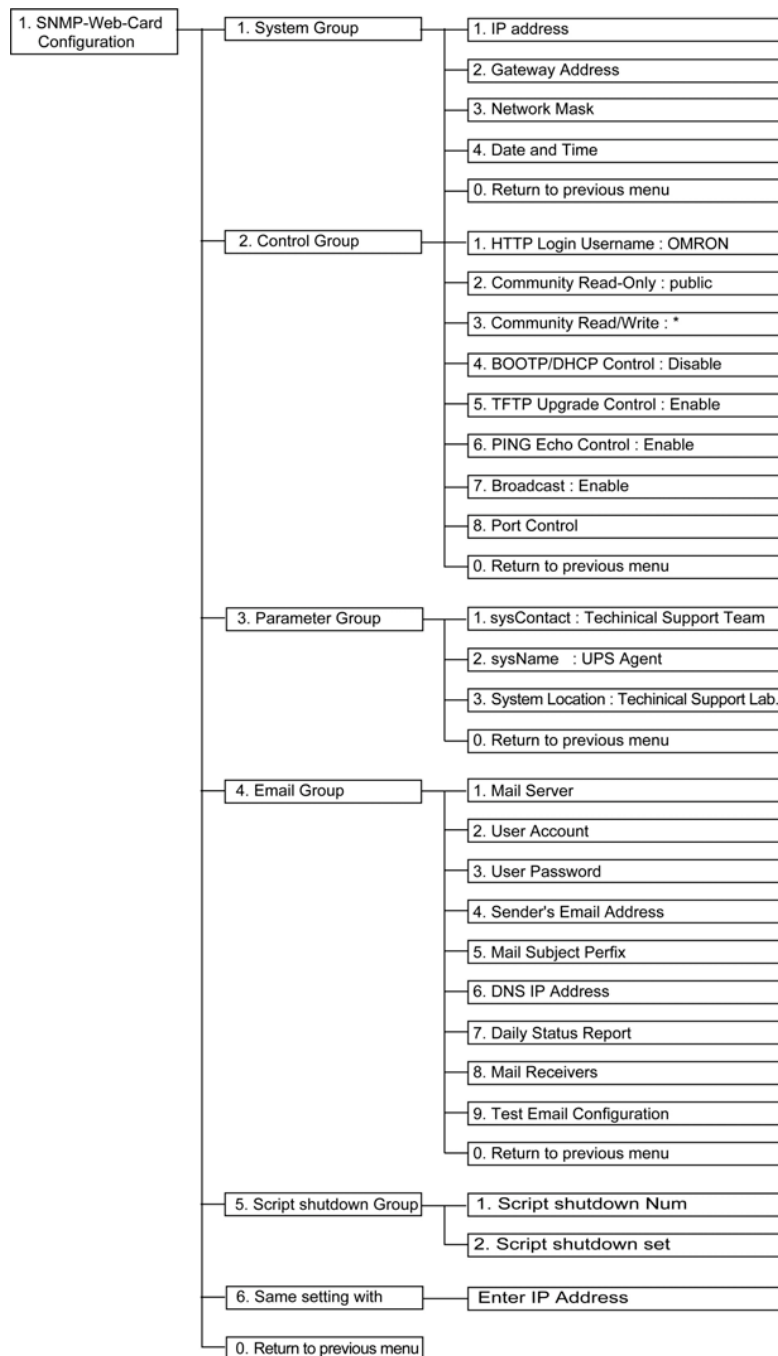 1. SNMP-Web-Card
Configuration
1. System Group
1. IP address
2. Gateway Address
3. Network Mask
4. Date and Time
0. Return to previous menu
2. Control Group
1. HTTP Login Username : OMRON
2. Community Read-Only : public
3. Community Read/Write : *
4. BOOTP/DHCP Control : Disable
5. TFTP Upgrade Control : Enable
6. PING Echo Control : Enable
7. Broadcast : Enable
8. Port Control
0. Return to previous menu
3. Parameter Group
1. sysContact : Techinical Support Team
2. sysName : UPS Agent
3. System Location : Techinical Support Lab.
0. Return to previous menu
4. Email Group
1. Mail Server
2. User Account
3. User Password
4. Sender's Email Address
5. Mail Subject Perfix
6. DNS IP Address
7. Daily Status Report
8. Mail Receivers
9. Test Email Configuration
0. Return to previous menu
5. Script shutdown Group
1. Script shutdown Num
2. Script shutdown set
6. Same setting with
Enter IP Address
0. Return to previous menu